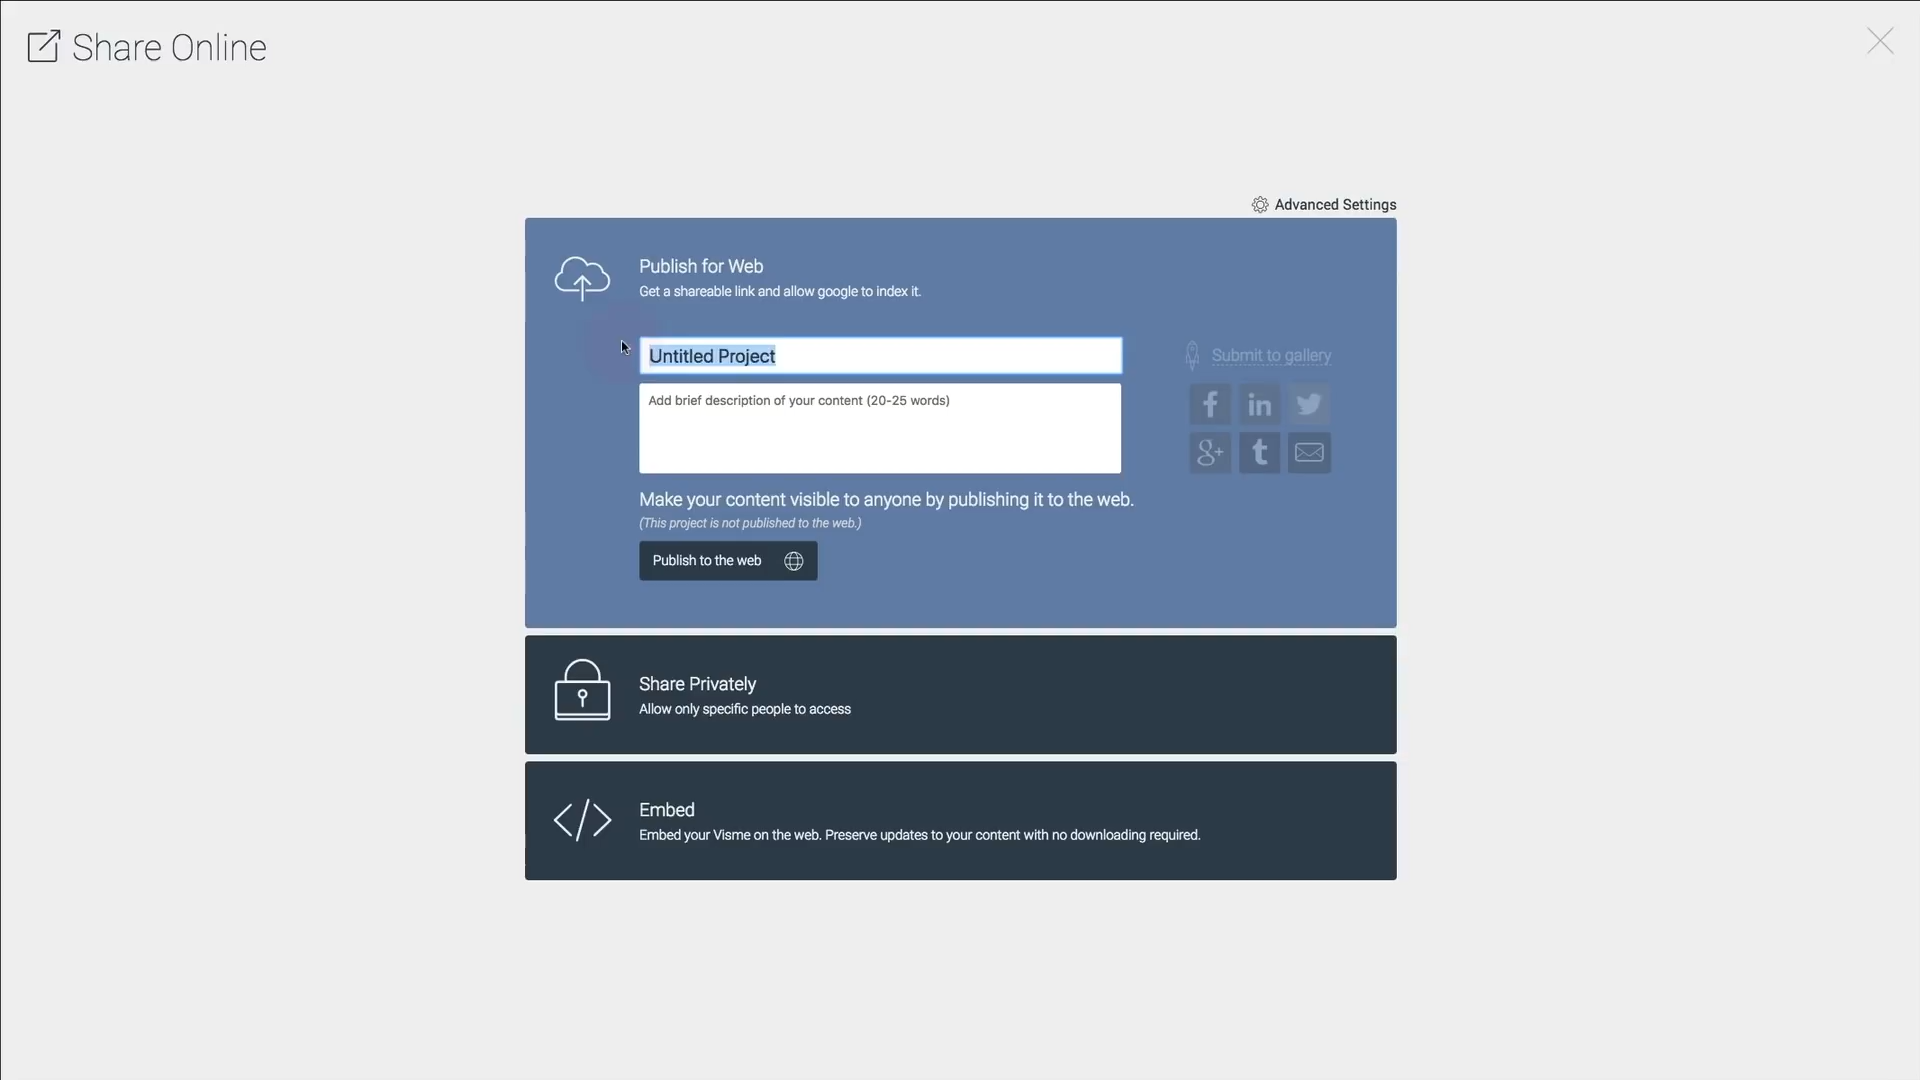 Share Online
Advanced Settings
Publish for Web
Get a shareable link and allow google to index it.
Untitled Project
Submit to gallery
Add brief description of your content (20-25 words)
f in
g+ t
Make your content visible to anyone by publishing it to the web.
(This project is not published to the web.)
Publish to the web
Share Privately
Allow only specific people to access
Embed
Embed your Visme on the web. Preserve updates to your content with no downloading required.